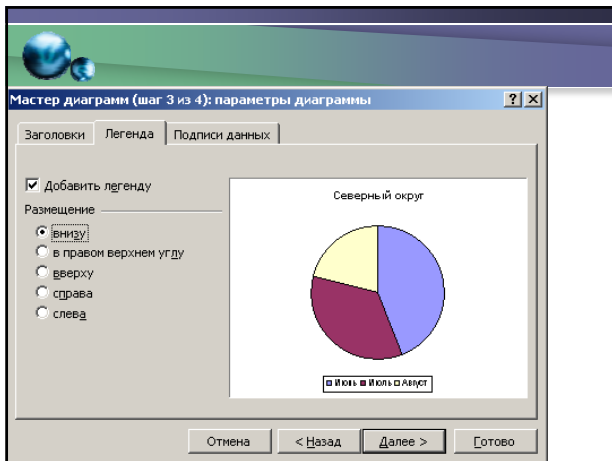 Мастер диаграмм (шаг 3 из 4): параметры диаграммы
Заголовки Легенда Подписи данных
Добавить легенду
Размещение
внизу
в правом верхнем углу
вверху
справа
слева
Северный округ
Июнь Июль Август
Отмена < Назад Далее > Готово